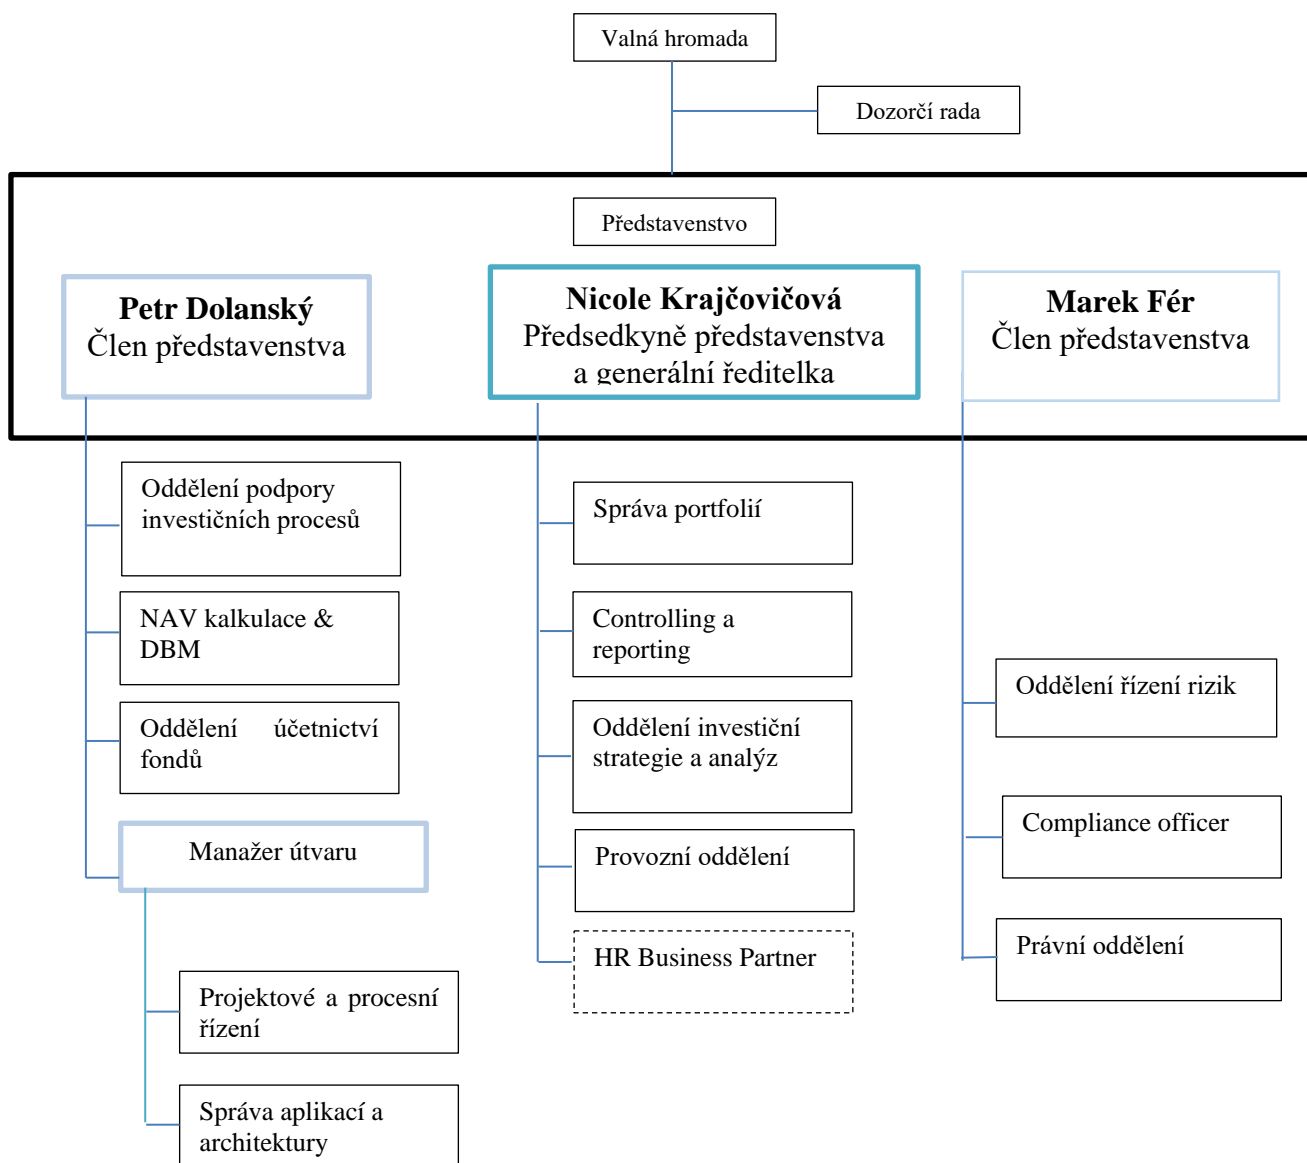 Valná hromada
Dozorčí rada
Představenstvo
Petr Dolanský
Člen představenstva
Nicole Krajčovičová
Předsedkyně představenstva
a generální ředitelka
Marek Fér
Člen představenstva
Oddělení podpory
investičních procesů
NAV kalkulace &
DBM
Oddělení účetnictví
fondů
Manažer útvaru
Projektové a procesní
řízení
Správa aplikací a
architektury
Správa portfolií
Controlling a
reporting
Oddělení investiční
strategie a analýz
Provozní oddělení
HR Business Partner
Oddělení řízení rizik
Compliance officer
Právní oddělení